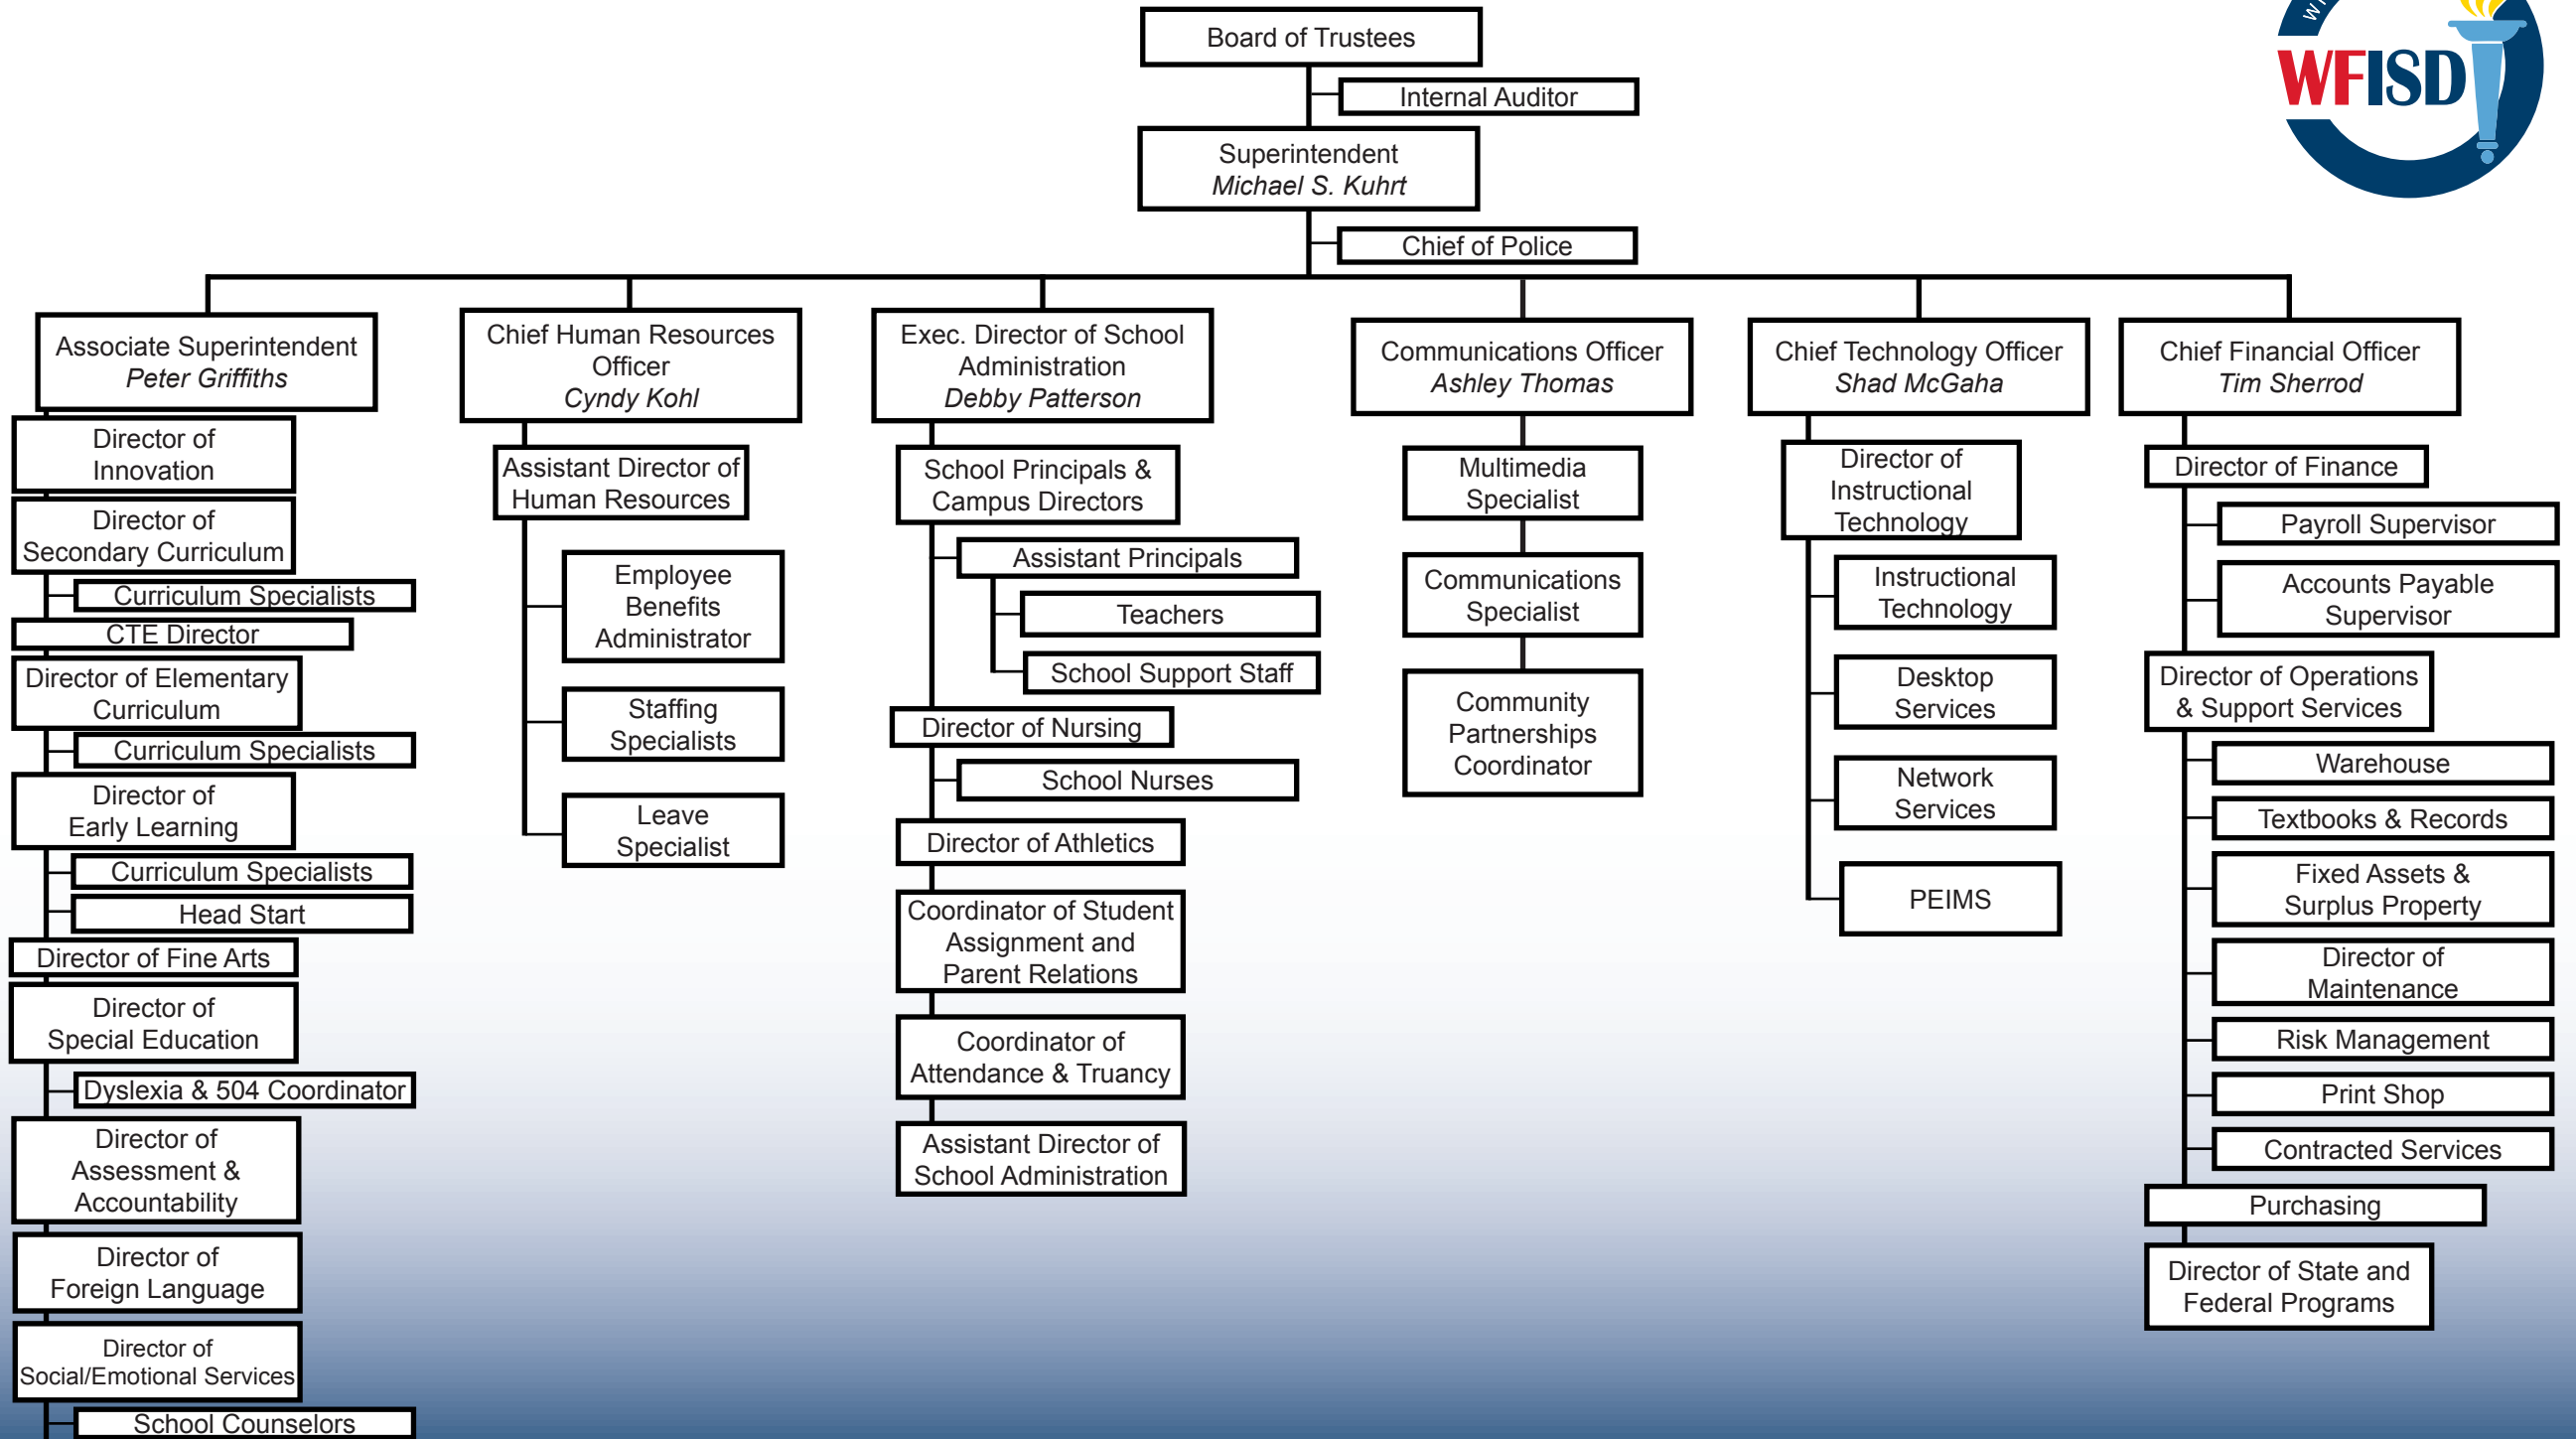 Board of Trustees
Internal Auditor
WFISD
Superintendent
Michael S. Kuhrt
Chief of Police
Associate Superintendent
Peter Griffiths
Director of
Innovation
Director of
Secondary Curriculum
Curriculum Specialists
CTE Director
Director of Elementary
Curriculum
Curriculum Specialists
Director of
Early Learning
Curriculum Specialists
Head Start
Director of Fine Arts
Director of
Special Education
Dyslexia & 504 Coordinator
Director of
Assessment &
Accountability
Director of
Foreign Language
Director of
Social/Emotional Services
School Counselors
Chief Human Resources
Officer
Cyndy Kohl
Assistant Director of
Human Resources
Employee
Benefits
Administrator
Staffing
Specialists
Leave
Specialist
Exec. Director of School
Administration
Debby Patterson
School Principals &
Campus Directors
Assistant Principals
Teachers
School Support Staff
Director of Nursing
School Nurses
Director of Athletics
Coordinator of Student
Assignment and
Parent Relations
Coordinator of
Attendance & Truancy
Assistant Director of
School Administration
Communications Officer
Ashley Thomas
Multimedia
Specialist
Communications
Specialist
Community
Partnerships
Coordinator
Chief Technology Officer
Shad McGaha
Director of
Instructional
Technology
Instructional
Technology
Desktop
Services
Network
Services
PEIMS
Chief Financial Officer
Tim Sherrod
Director of Finance
Payroll Supervisor
Accounts Payable
Supervisor
Director of Operations
& Support Services
Warehouse
Textbooks & Records
Fixed Assets &
Surplus Property
Director of
Maintenance
Risk Management
Print Shop
Contracted Services
Purchasing
Director of State and
Federal Programs